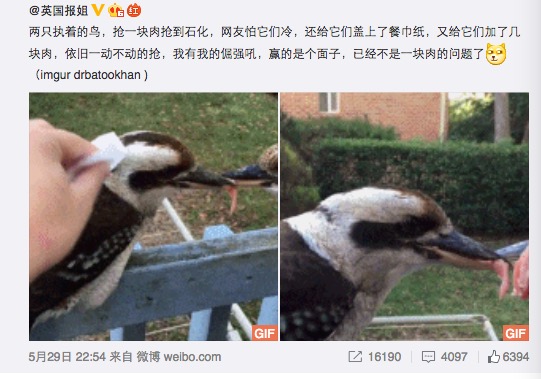 @英国报姐
两只执着的鸟，抢一块肉抢到石化，网友怕它们冷，还给它们盖上了餐巾纸，又给它们加了几
块肉，依旧一动不动的抢，我有我的倔强吼，赢的是个面子，已经不是一块肉的问题了
（imgur drbatookhan ）
GIF GIF
5月29日 22:54 来自 微博 weibo.com 16190 4097 6394